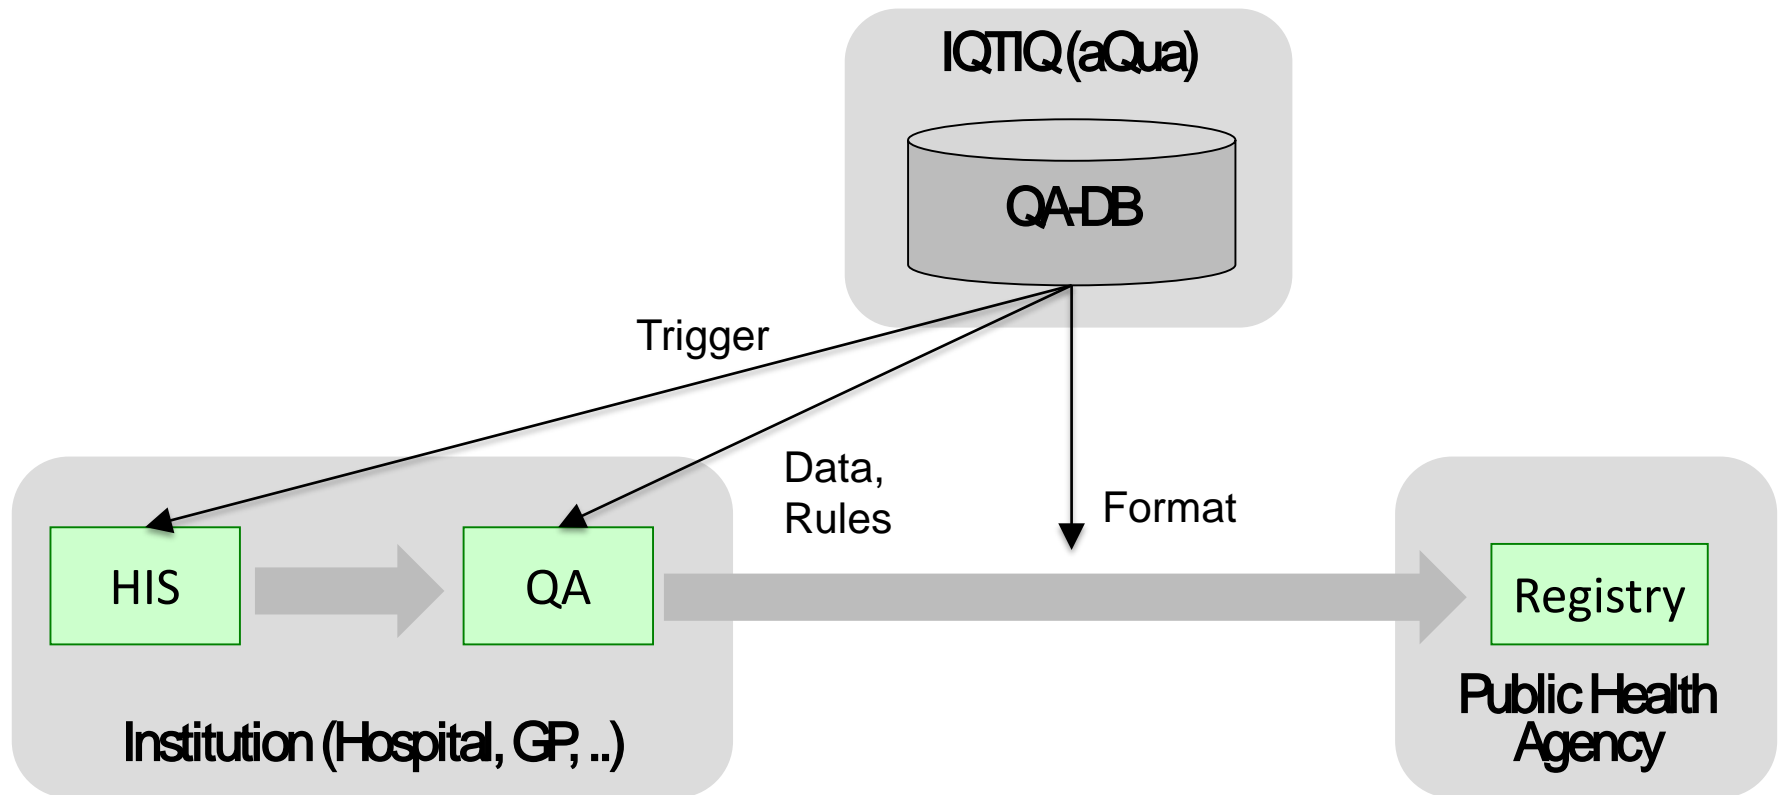 IQTIQ (aQua)
QA-DB
Trigger
Data,
Rules
Format
HIS
QA
Registry
Institution (Hospital, GP, ..)
Public Health
Agency